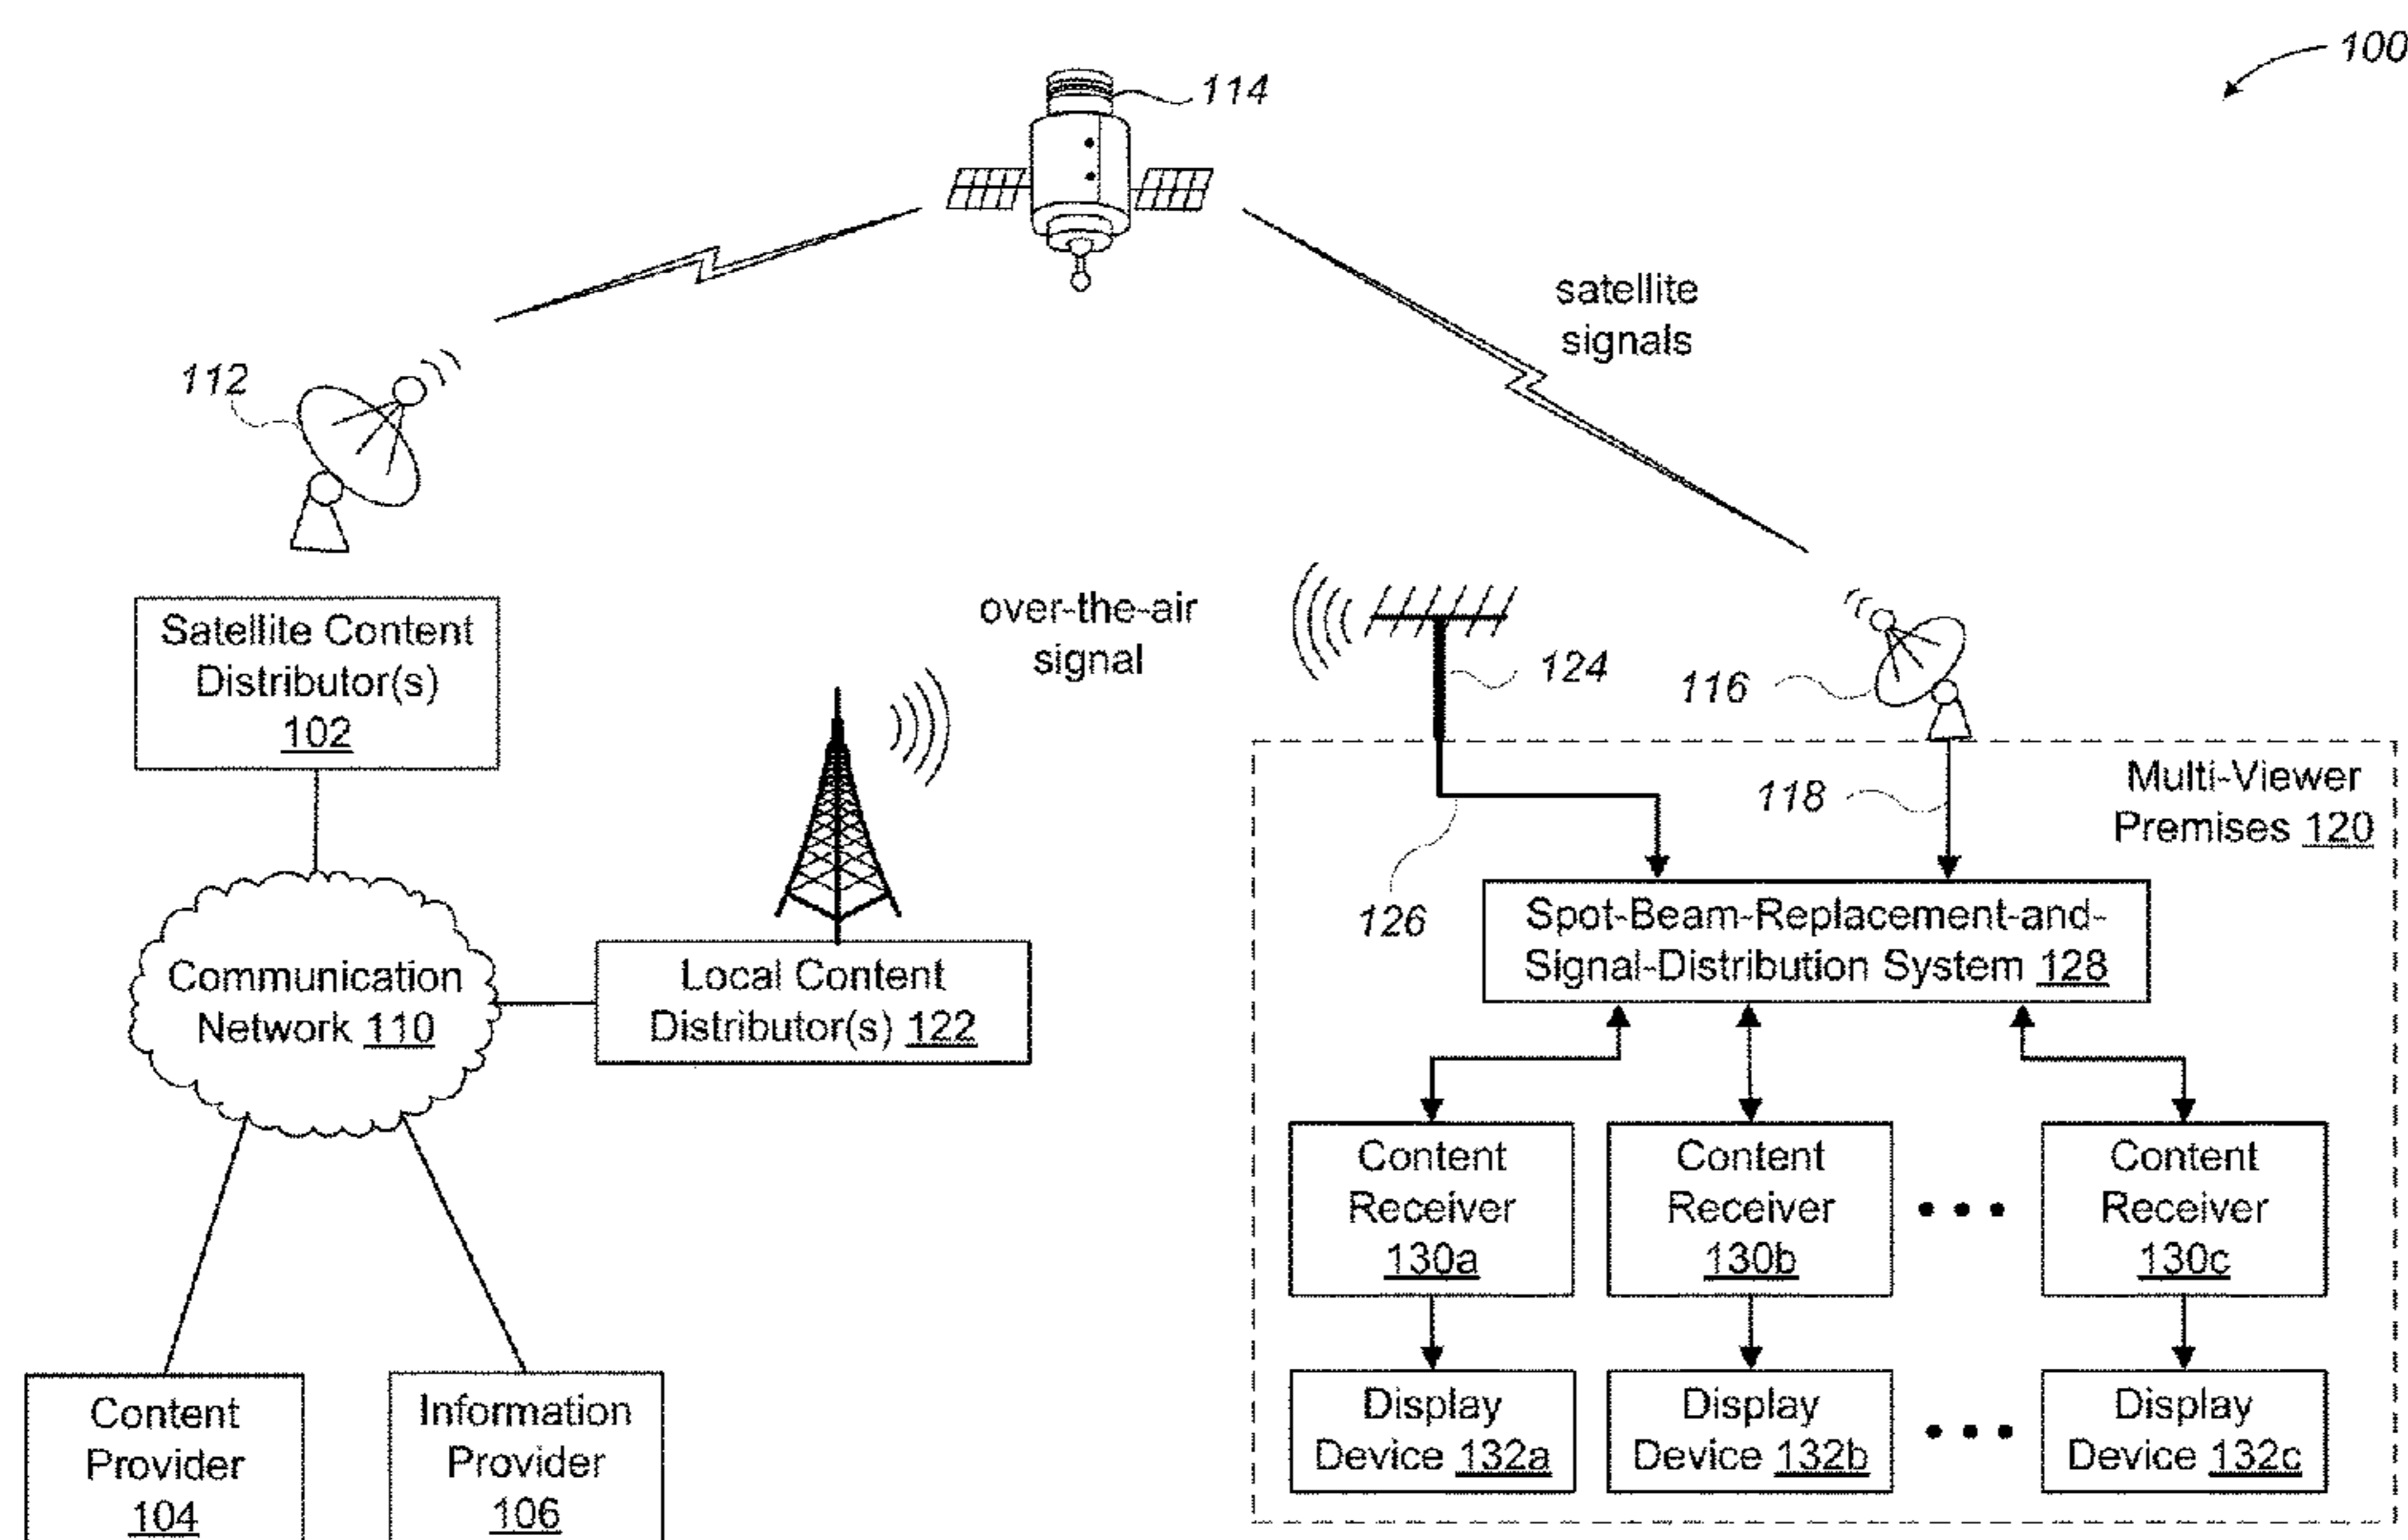 100
114
satellite
signals
112
Satellite Content
Distributor(s)
102
over-the-air
signal
124
116
Multi-Viewer
Premises 120
118
126
Spot-Beam-Replacement-and-
Signal-Distribution System 128
Communication
Network 110
Local Content
Distributor(s) 122
Content
Receiver
130a
Content
Receiver
130b
Content
Receiver
130c
Display
Device 132a
Display
Device 132b
Display
Device 132c
Content
Provider
104
Information
Provider
106